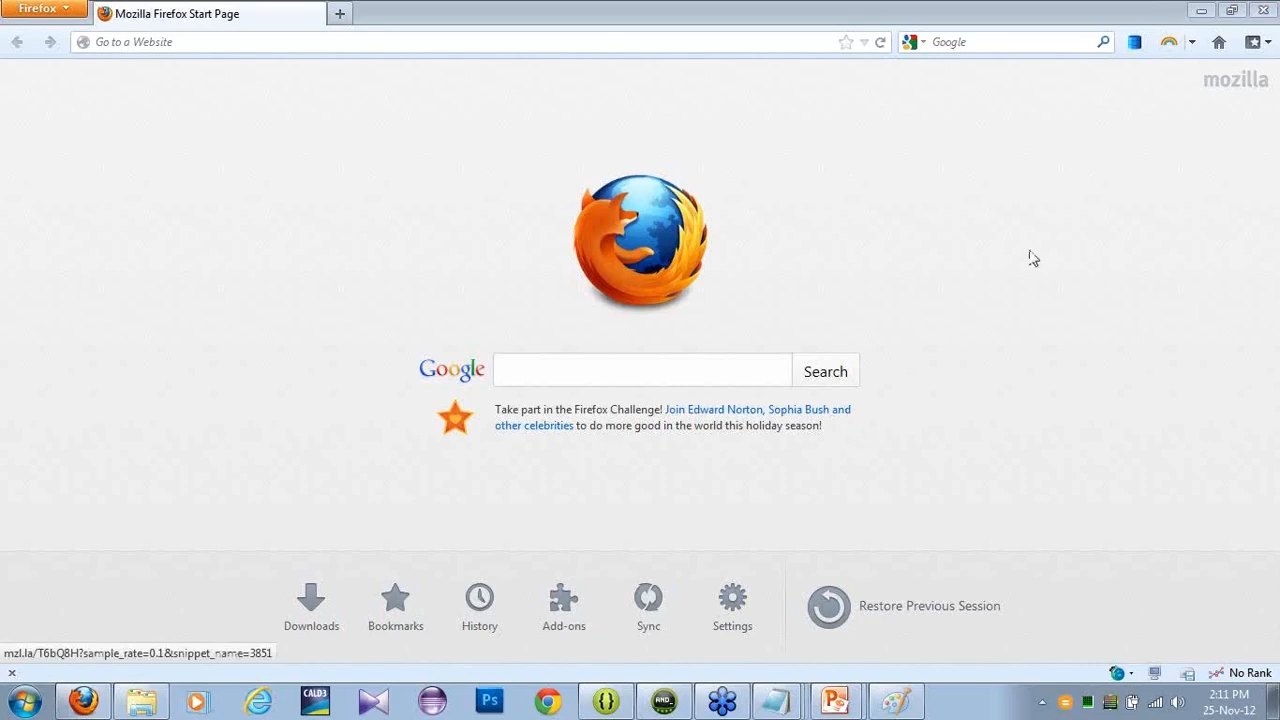 Firefox
Mozilla Firefox Start Page
Go to a Website
Google
mozilla
Google
Search
Take part in the Firefox Challenge! Join Edward Norton, Sophia Bush and
other celebrities to do more good in the world this holiday season!
Downloads
Bookmarks
History
Add-ons
Sync
Settings
Restore Previous Session
mzl.la/T6bQ8H?sample_rate=0.1&snippet_name=3851
No Rank
CALD3
Ps
AND
2:11 PM
25-Nov-12